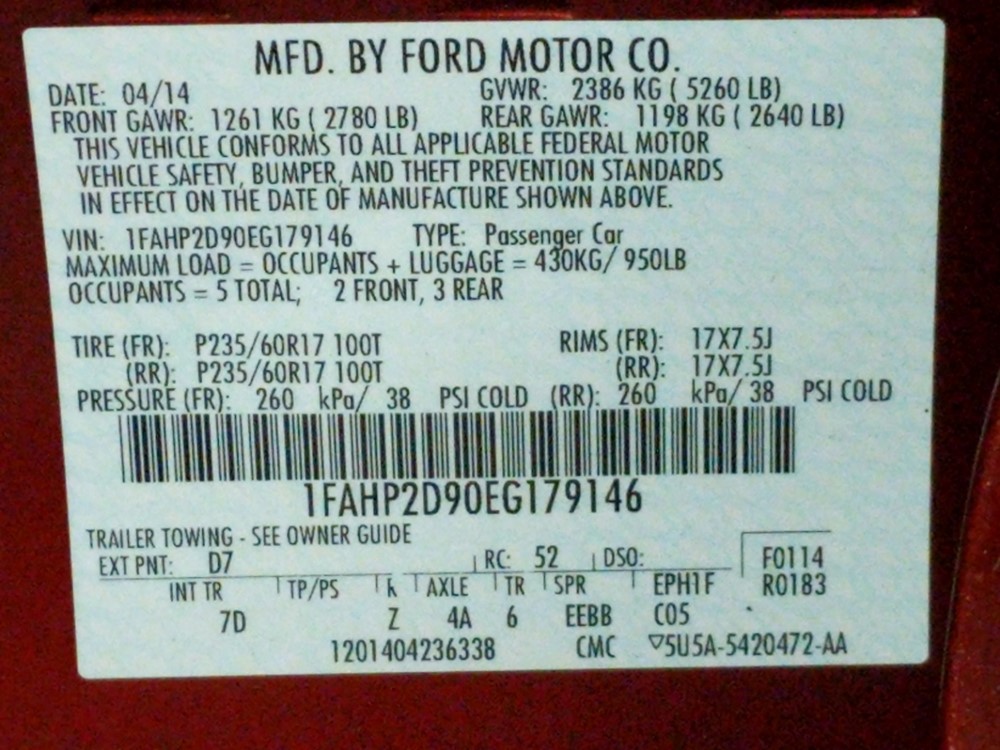 MFD. BY FORD MOTOR CO.
DATE: 04/14 GVWR: 2386 KG ( 5260 LB)
FRONT GAWR: 1261 KG ( 2780 LB) REAR GAWR: 1198 KG ( 2640 LB)
THIS VEHICLE CONFORMS TO ALL APPLICABLE FEDERAL MOTOR
VEHICLE SAFETY, BUMPER, AND THEFT PREVENTION STANDARDS
IN EFFECT ON THE DATE OF MANUFACTURE SHOWN ABOVE.
VIN: 1FAHP2D90EG179146 TYPE: Passenger Car
MAXIMUM LOAD = OCCUPANTS + LUGGAGE = 430KG/ 950LB
OCCUPANTS = 5 TOTAL; 2 FRONT, 3 REAR
TIRE (FR): P235/60R17 100T RIMS (FR): 17X7.5J
(RR): P235/60R17 100T (RR): 17X7.5J
PRESSURE (FR): 260 kPa/ 38 PSI COLD (RR): 260 kPa/ 38 PSI COLD
1FAHP2D90EG179146
TRAILER TOWING - SEE OWNER GUIDE
EXT PNT: D7 RC: 52 DSO: F0114
INT TR TP/PS R AXLE TR SPR EPH1F R0183
7D Z 4A 6 EEBB C05
1201404236338 CMC ▽5U5A-5420472-AA